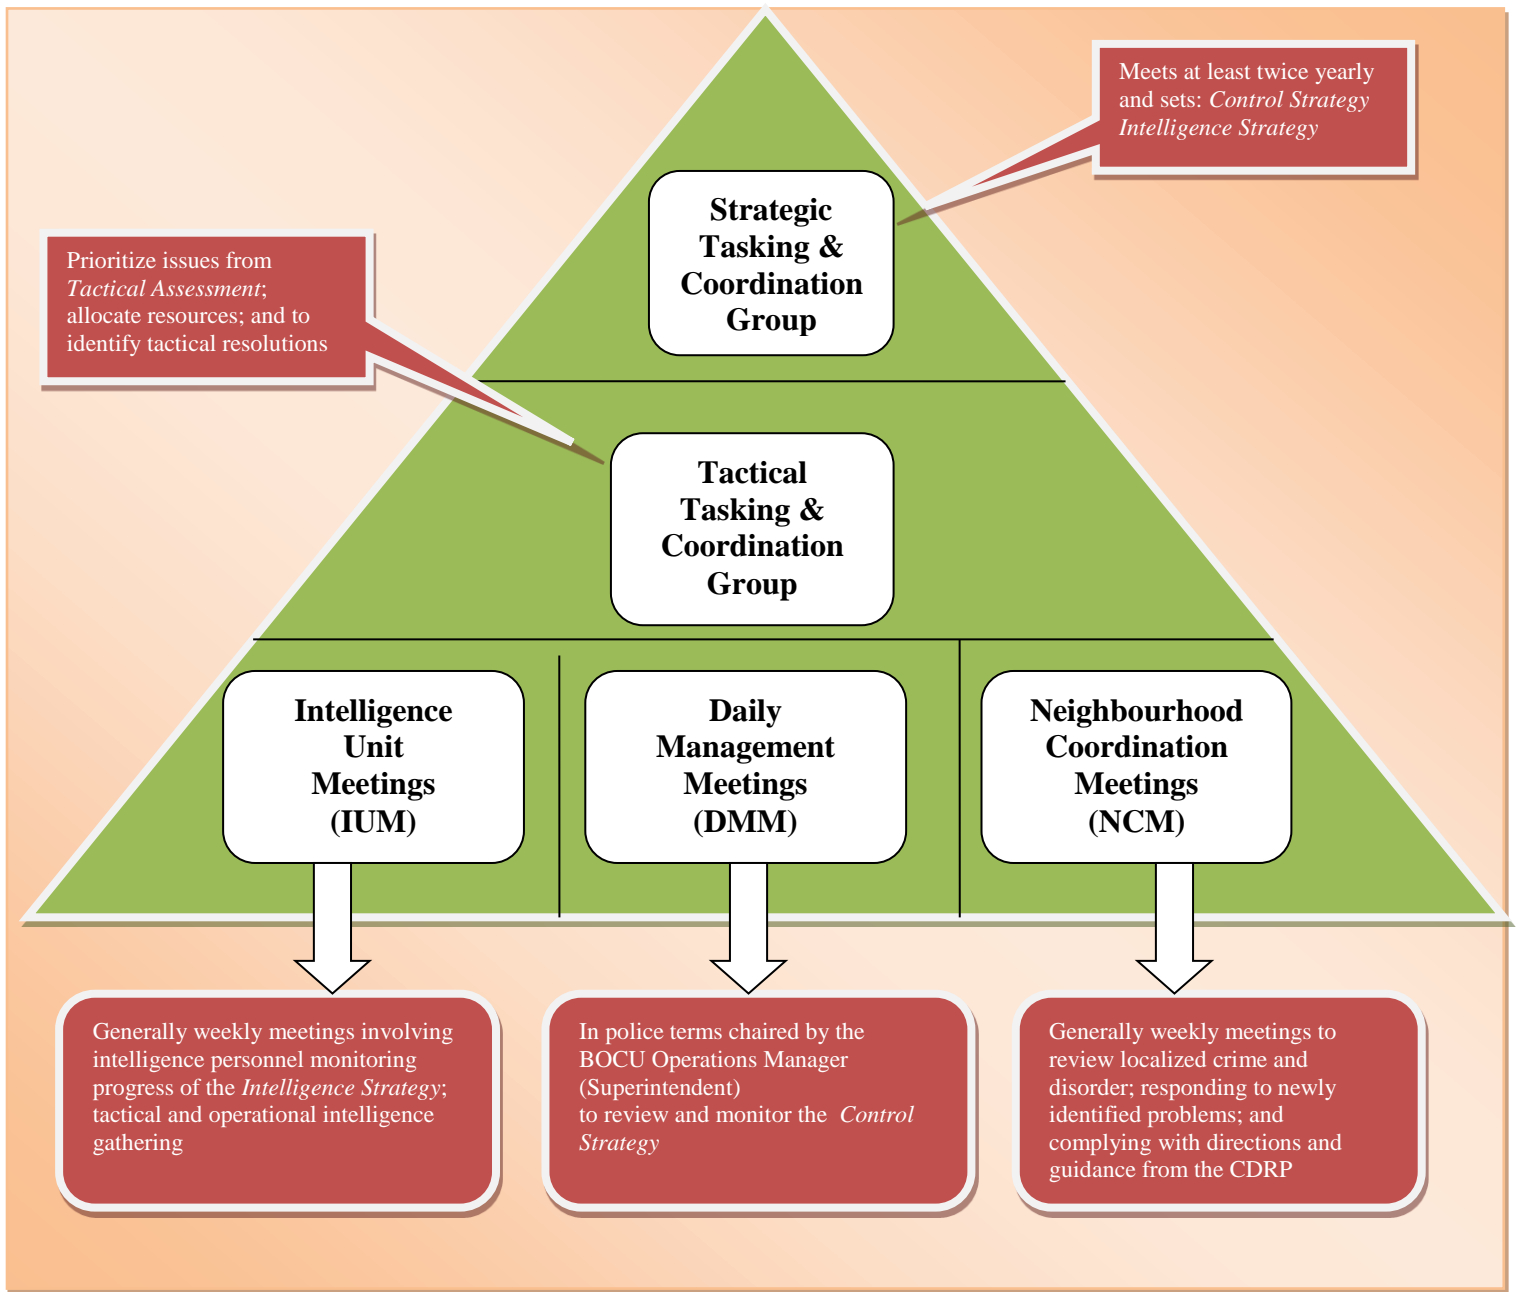 Meets at least twice yearly
and sets: Control Strategy
Intelligence Strategy
Strategic
Tasking &
Coordination
Group
Prioritize issues from
Tactical Assessment;
allocate resources; and to
identify tactical resolutions
Tactical
Tasking &
Coordination
Group
Intelligence
Unit
Meetings
(IUM)
Daily
Management
Meetings
(DMM)
Neighbourhood
Coordination
Meetings
(NCM)
Generally weekly meetings involving
intelligence personnel monitoring
progress of the Intelligence Strategy;
tactical and operational intelligence
gathering
In police terms chaired by the
BOCU Operations Manager
(Superintendent)
to review and monitor the Control
Strategy
Generally weekly meetings to
review localized crime and
disorder; responding to newly
identified problems; and
complying with directions and
guidance from the CDRP